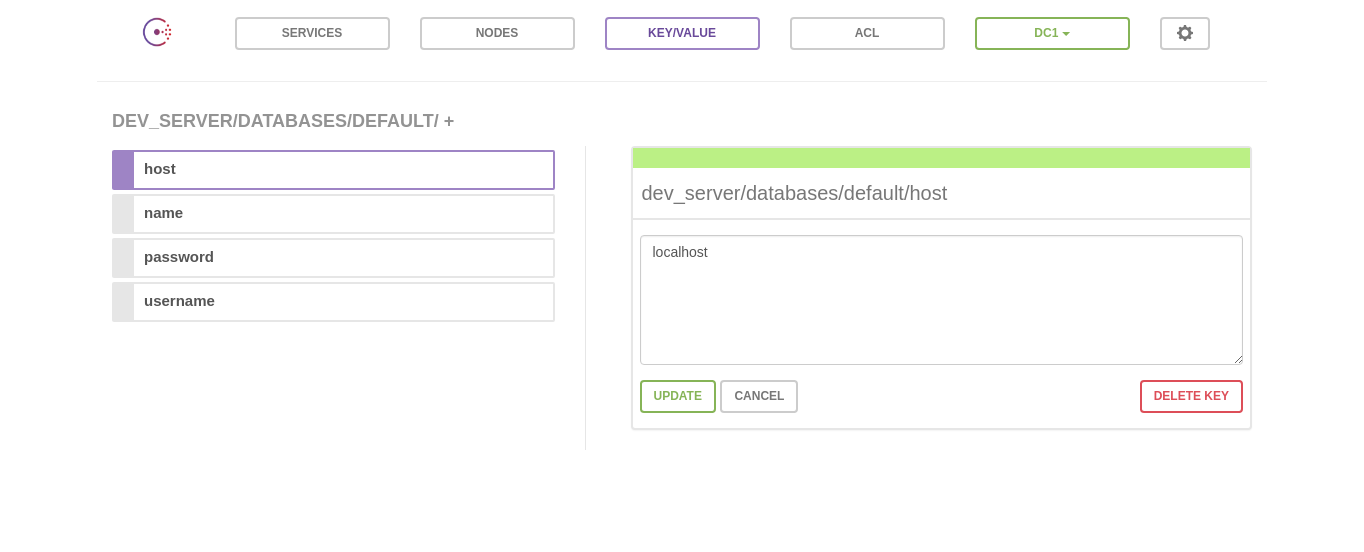 SERVICES
NODES
KEY/VALUE
ACL
DC1
DEV_SERVER/DATABASES/DEFAULT/ +
host
name
password
username
dev_server/databases/default/host
localhost
UPDATE
CANCEL
DELETE KEY